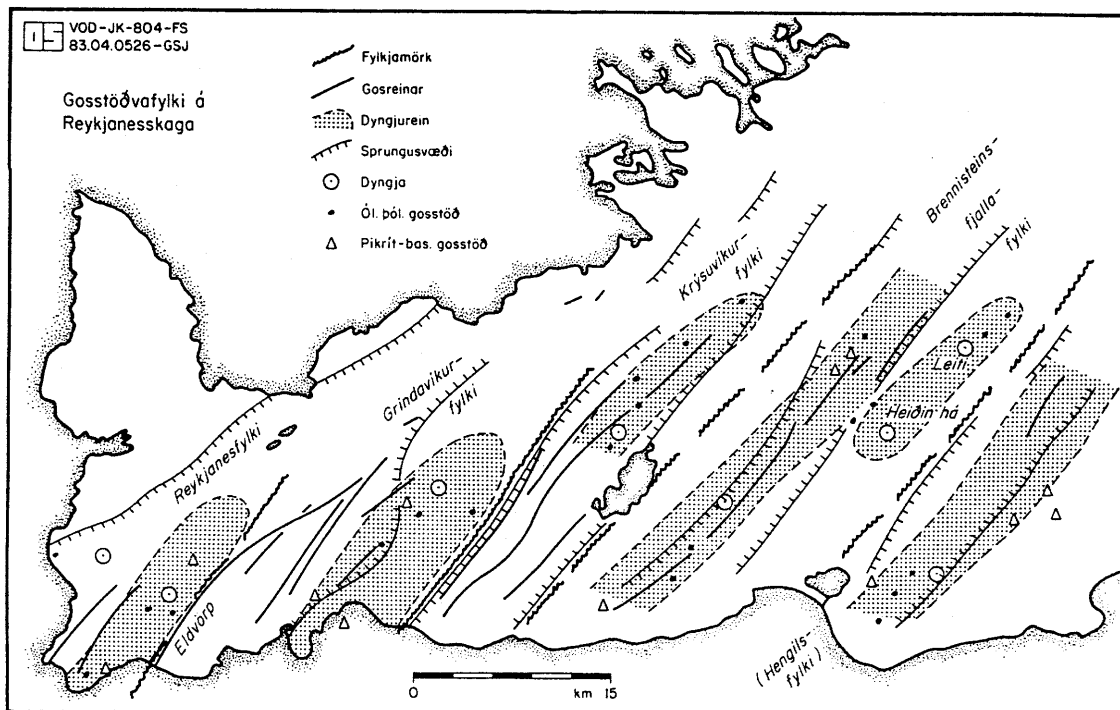 OS VOD-JK-804-FS
83.04.0526-GSJ
Gosstöðvafylki á
Reykjanesskaga
Fylkjamörk
Gosreinar
Dyngjurein
Sprungusvæði
Dyngja
Ól. þól. gosstöð
Pikrít-bas. gosstöð
Reykjanesfylki
Eldvörp
Grindavíkur-
fylki
Krýsuvíkur-
fylki
Brennisteins-
fjalla-
fylki
Leiti
Heiðin há
(Hengils-
fylki)
0 km 15